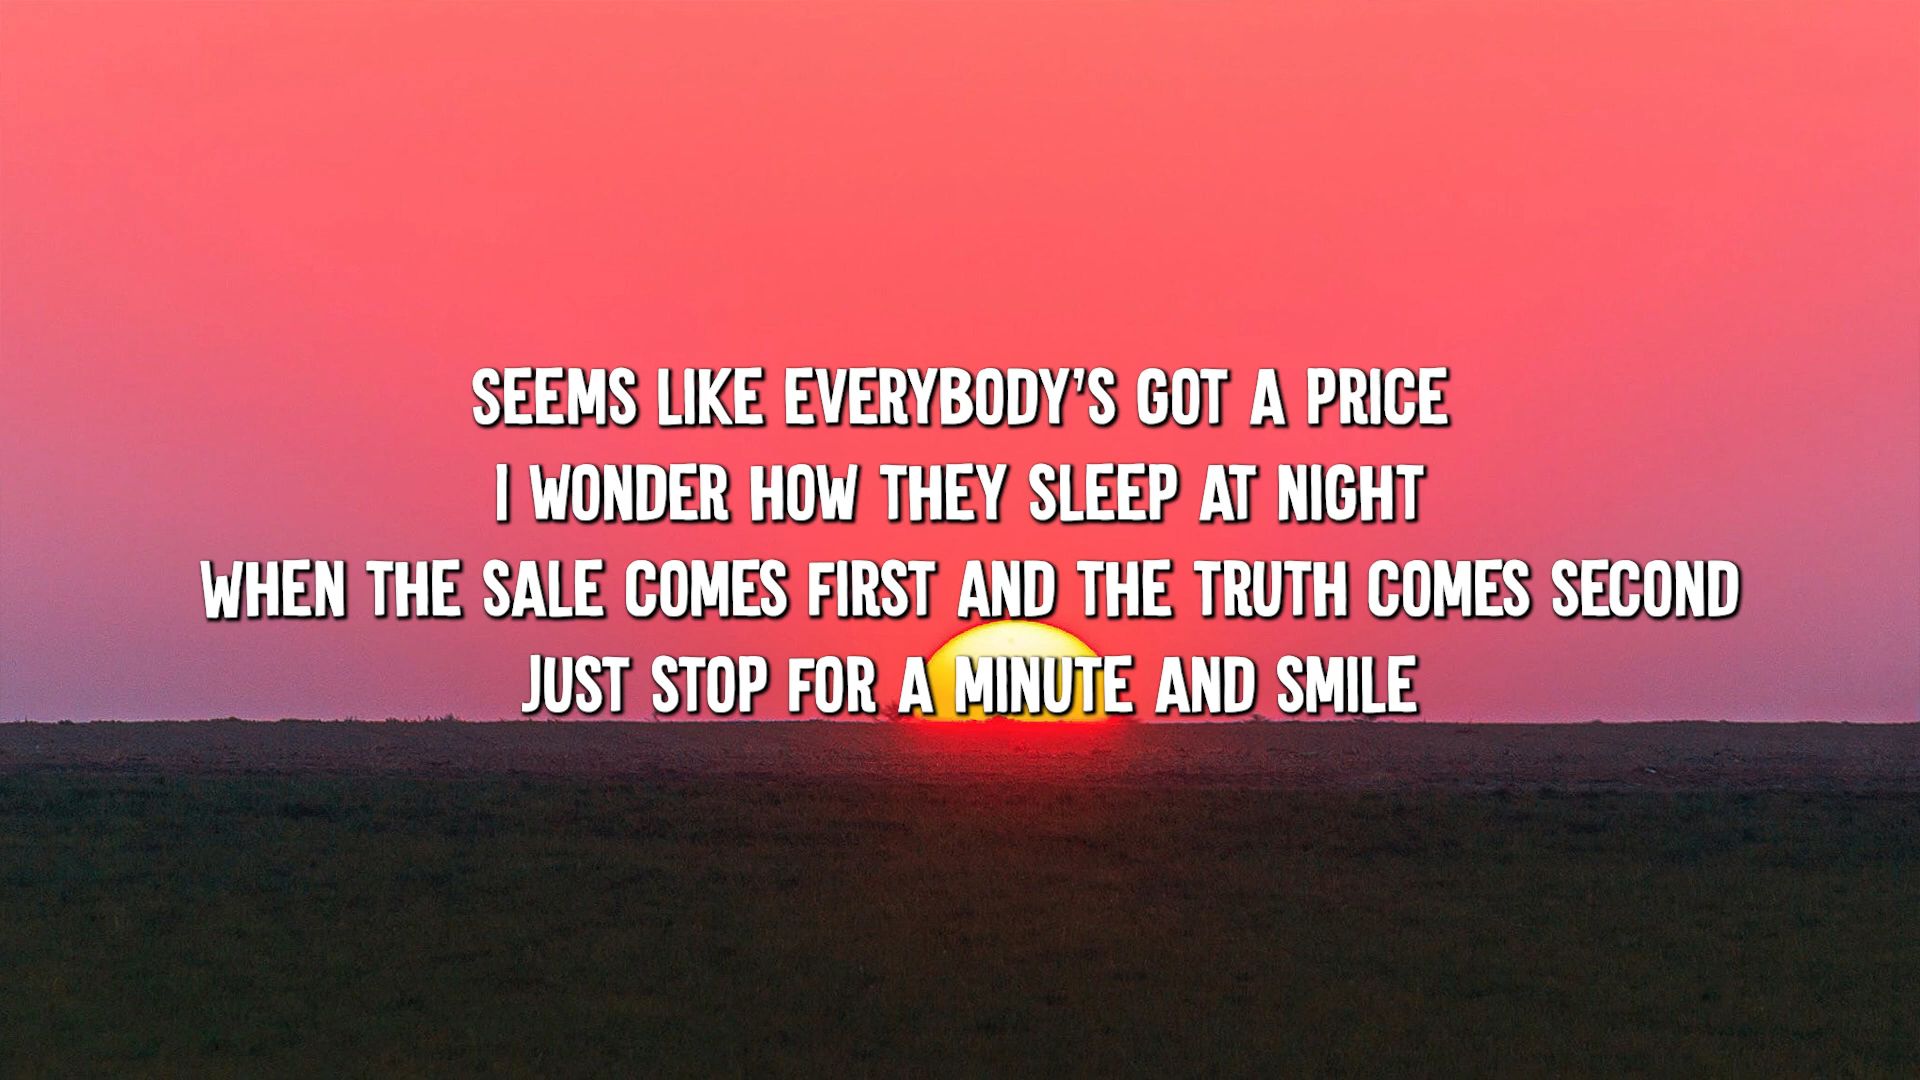 SEEMS LIKE EVERYBODY'S GOT A PRICE
I WONDER HOW THEY SLEEP AT NIGHT
WHEN THE SALE COMES FIRST AND THE TRUTH COMES SECOND
JUST STOP FOR A MINUTE AND SMILE